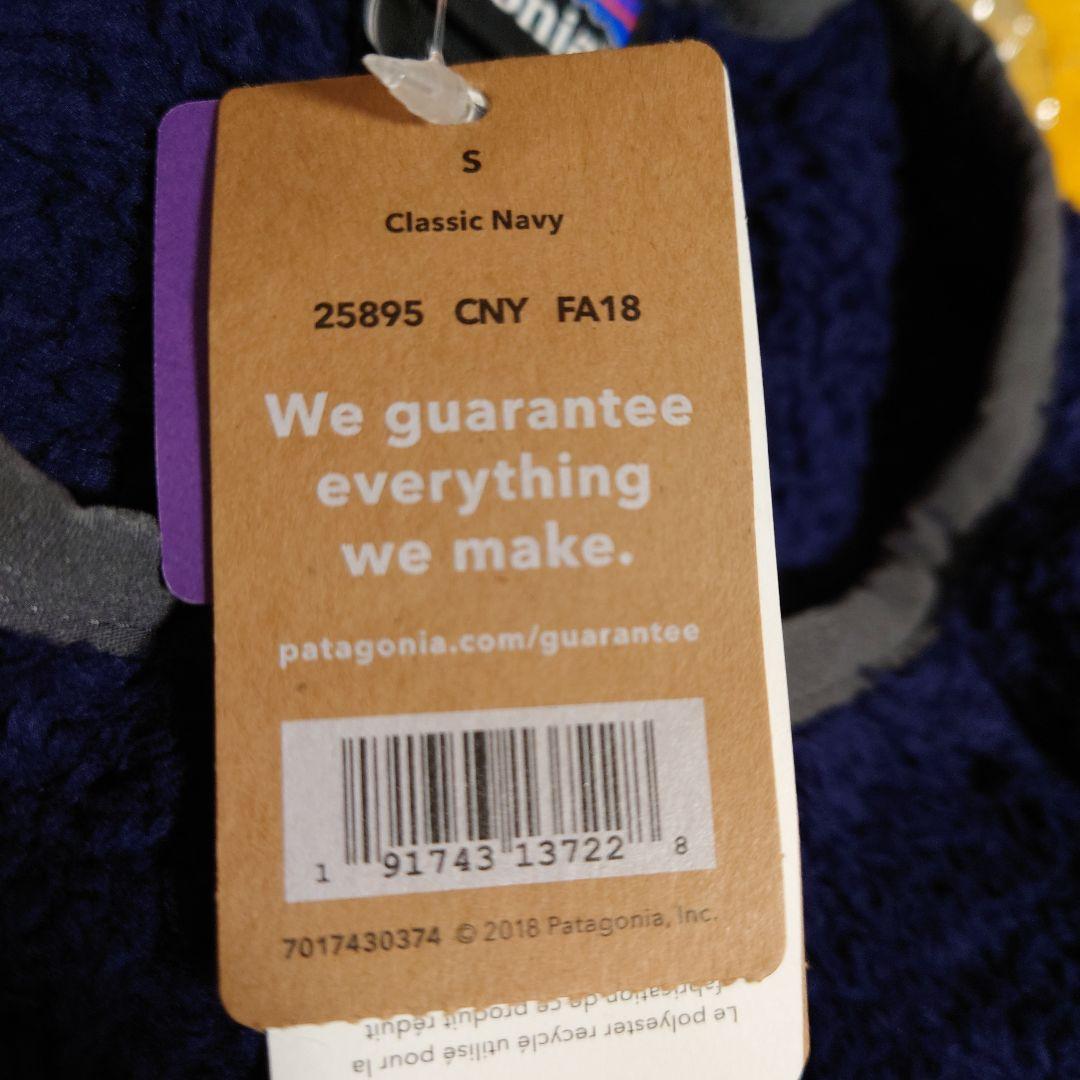 S
Classic Navy
25895 CNY FA18
We guarantee
everything
we make.
patagonia.com/guarantee
1 91743 13722 8
7017430374 © 2018 Patagonia, Inc.
Le polyester recyclé utilisé pour la
fabrication de ce produit réduit